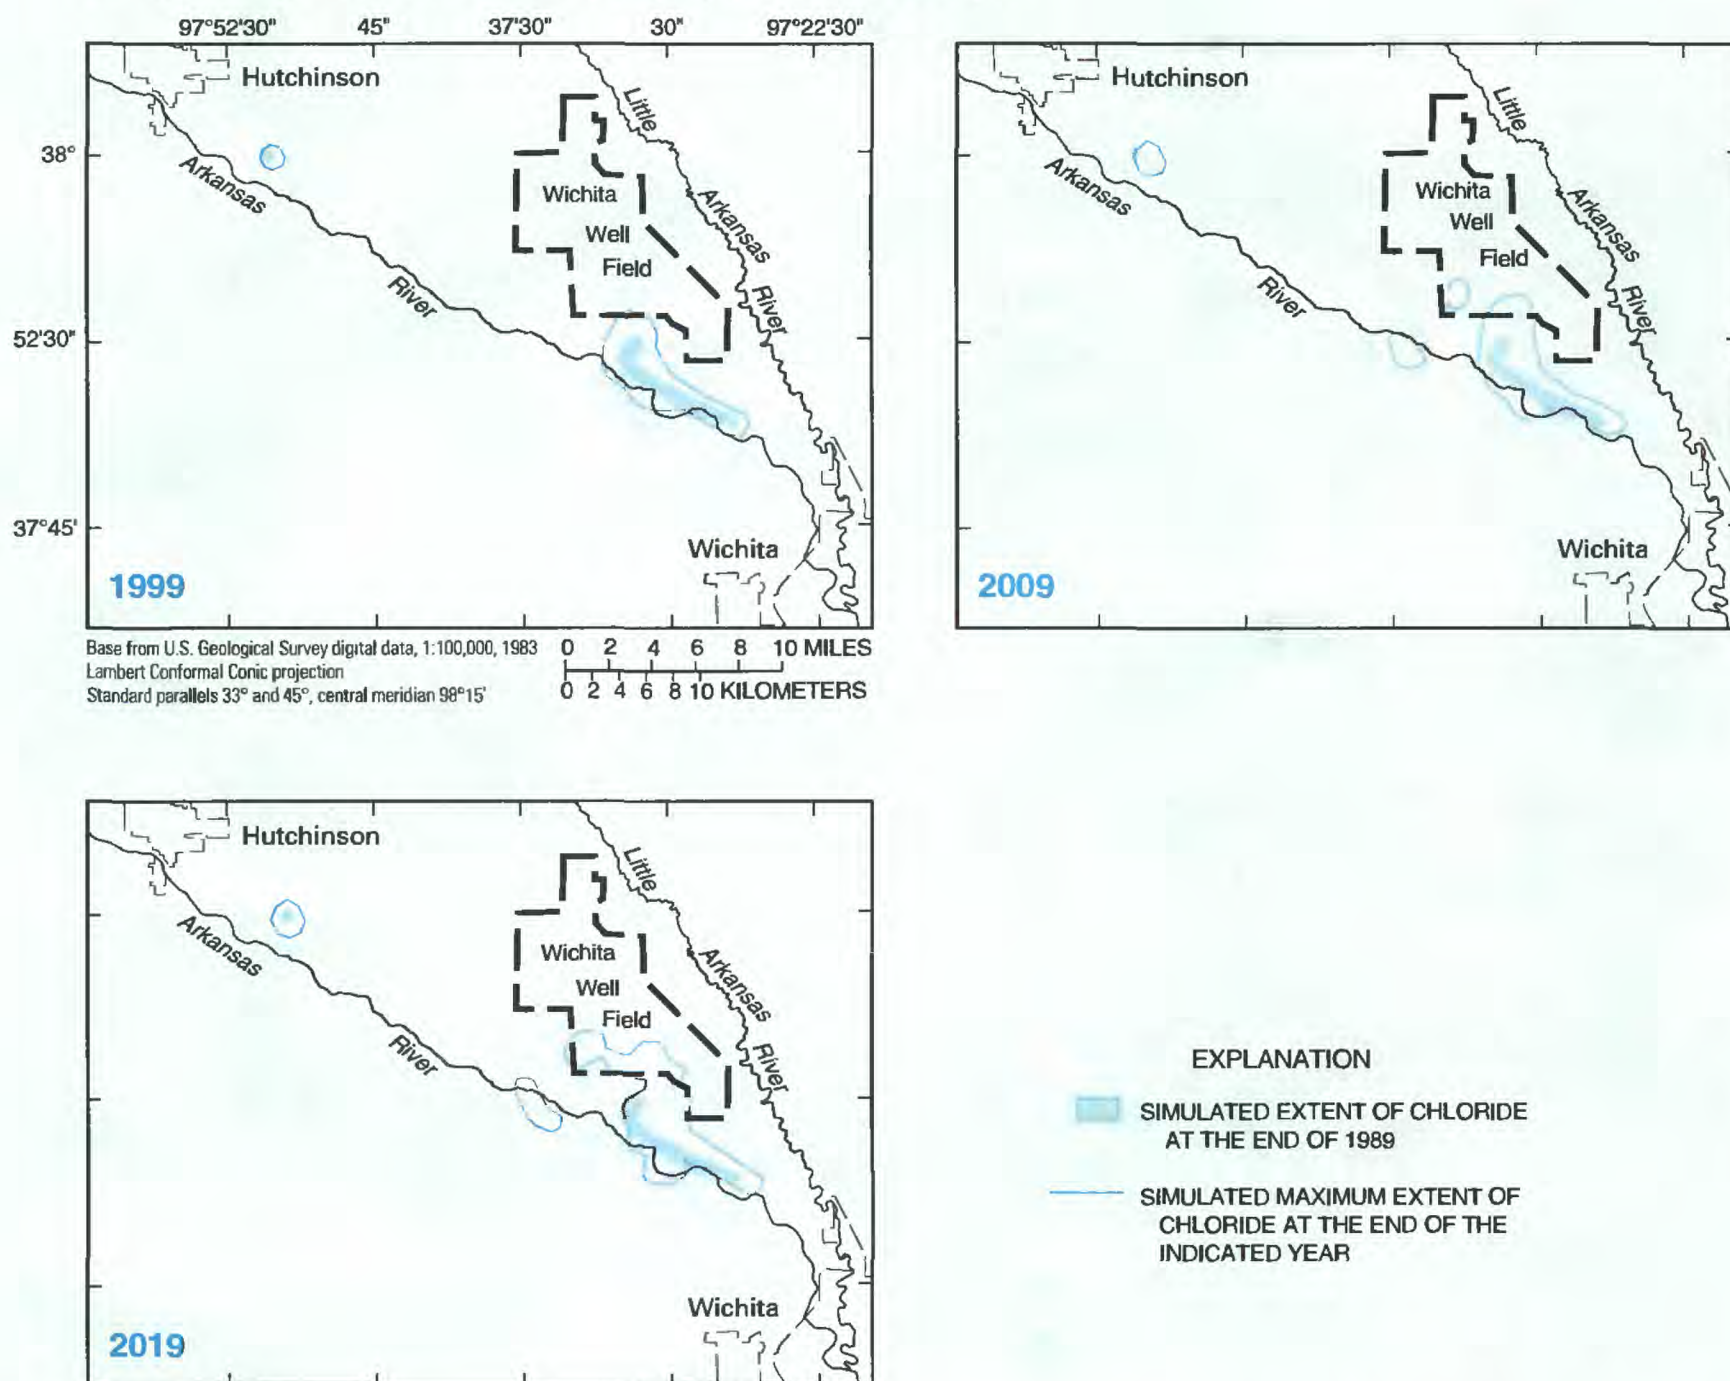 97°52'30" 45" 37'30" 30" 97°22'30"
Hutchinson
Little
38°
Arkansas
Wichita
Arkansas
Well
Field
River
River
52'30"
37°45'
Wichita
1999
Base from U.S. Geological Survey digital data, 1:100,000, 1983
Lambert Conformal Conic projection
Standard parallels 33° and 45°, central meridian 98°15'
0 2 4 6 8 10 MILES
0 2 4 6 8 10 KILOMETERS
Hutchinson
Little
Arkansas
Wichita
Arkansas
Well
Field
River
River
Wichita
2009
Hutchinson
Little
Arkansas
Wichita
Arkansas
Well
Field
River
River
Wichita
2019
EXPLANATION
SIMULATED EXTENT OF CHLORIDE
AT THE END OF 1989
SIMULATED MAXIMUM EXTENT OF
CHLORIDE AT THE END OF THE
INDICATED YEAR